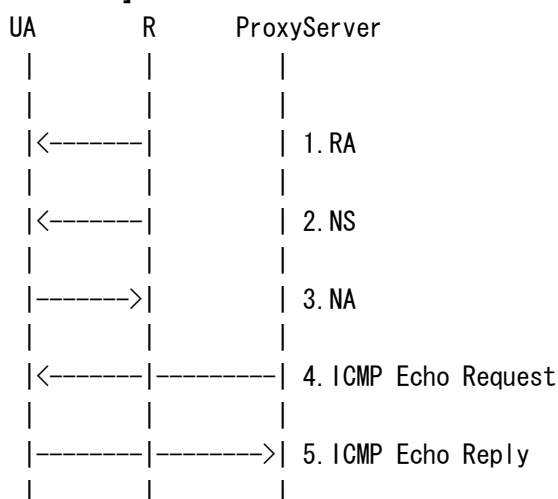 UA R ProxyServer
| | |
| | |
|<-------| | 1.RA
| | |
|<-------| | 2.NS
| | |
|------->| | 3.NA
| | |
|<-------|---------| 4.ICMP Echo Request
| | |
|--------|-------->| 5.ICMP Echo Reply
| | |